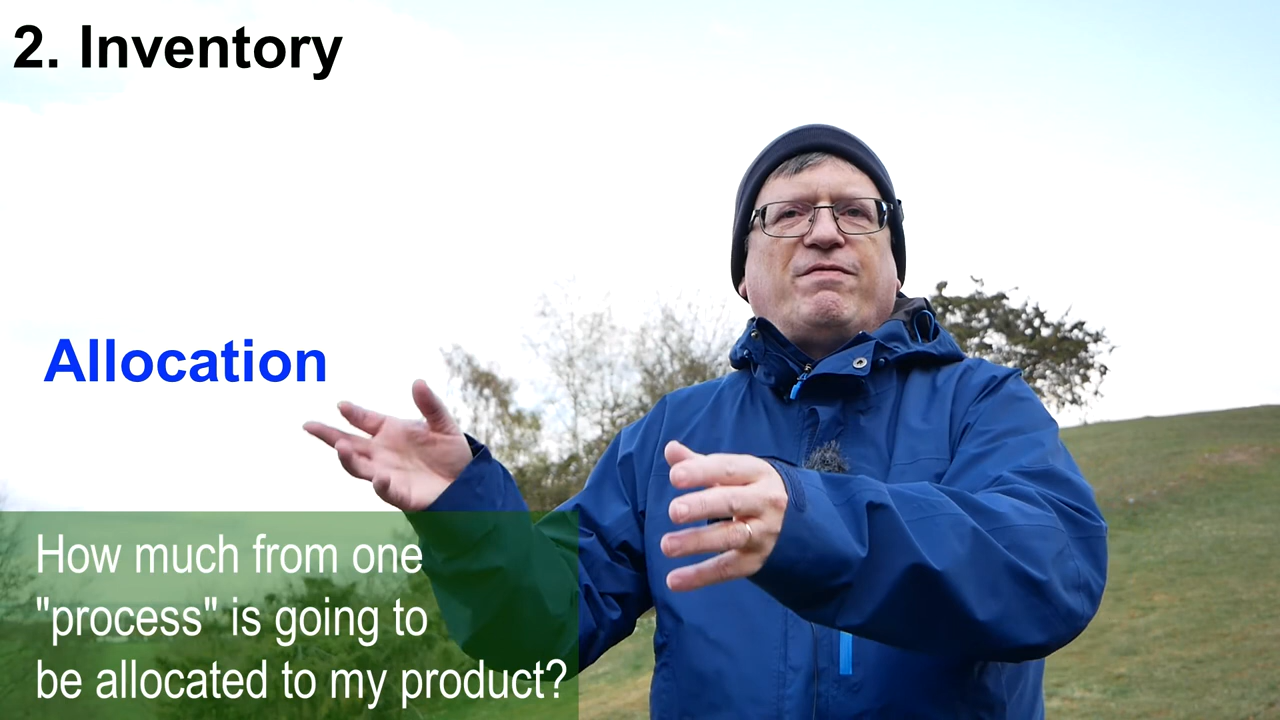 2. Inventory
Allocation
How much from one
"process" is going to
be allocated to my product?